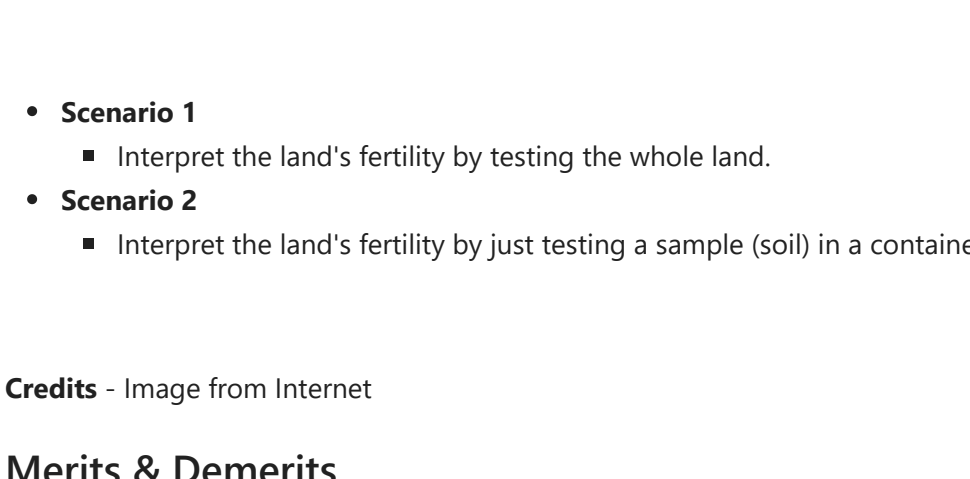 Scenario 1
Interpret the land's fertility by testing the whole land.
Scenario 2
Interpret the land's fertility by just testing a sample (soil) in a
Credits - Image from Internet
Merits & Demerits